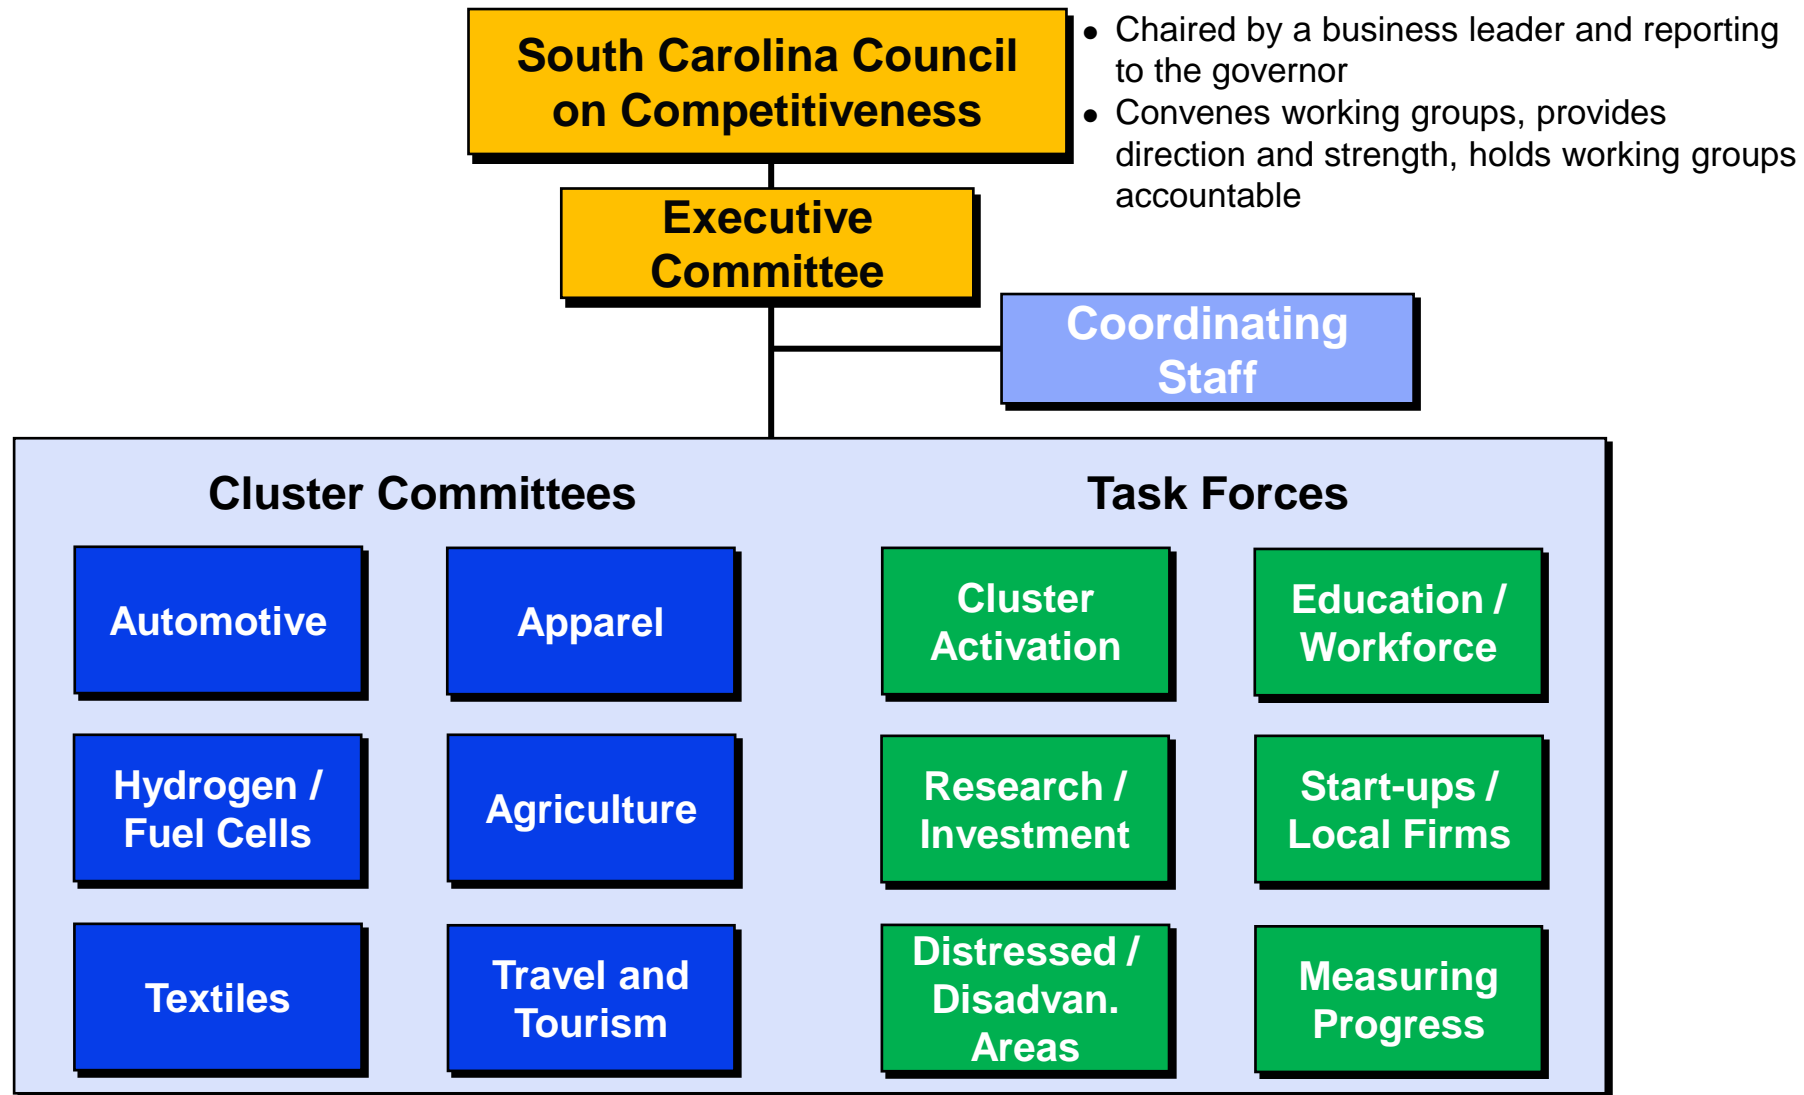 South Carolina Council
on Competitiveness
• Chaired by a business leader and reporting
to the governor
• Convenes working groups, provides
direction and strength, holds working groups
accountable
Executive
Committee
Coordinating
Staff
Cluster Committees
Task Forces
Automotive
Apparel
Cluster
Activation
Education /
Workforce
Hydrogen /
Fuel Cells
Agriculture
Research /
Investment
Start-ups /
Local Firms
Textiles
Travel and
Tourism
Distressed /
Disadvan.
Areas
Measuring
Progress